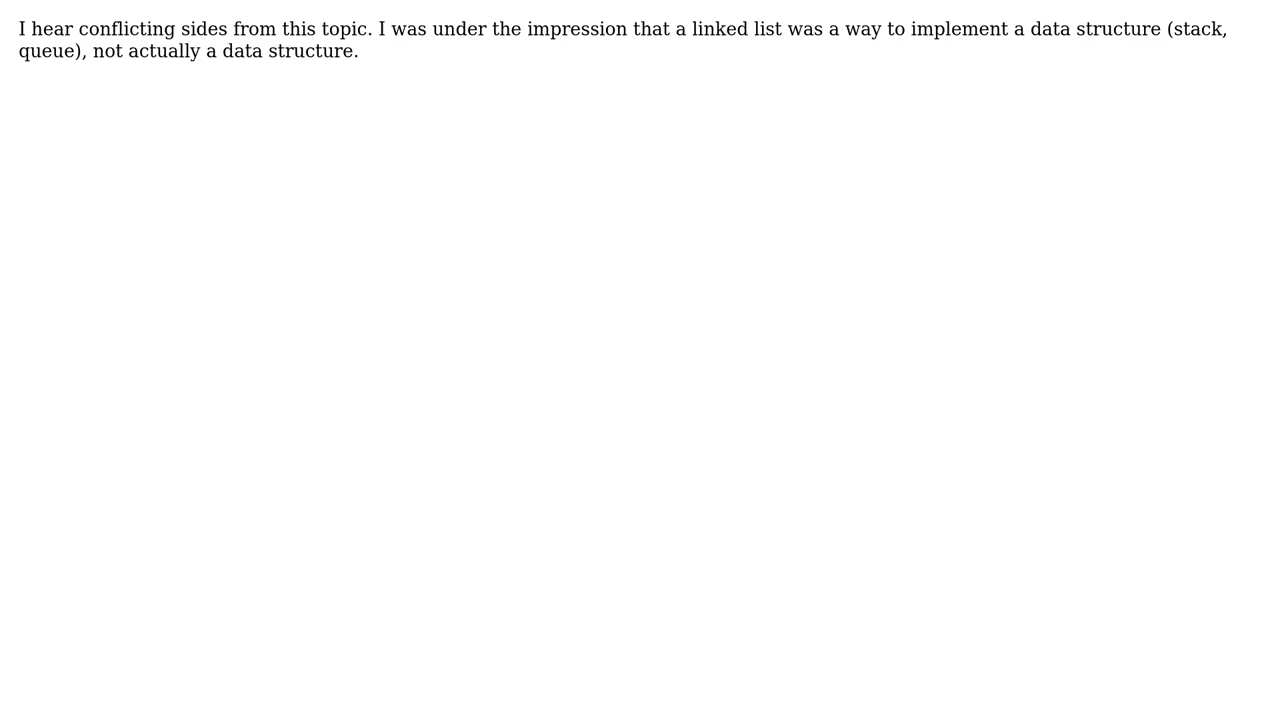 I hear conflicting sides from this topic. I was under the impression that a linked list was a way to implement a data structure (stack,
queue), not actually a data structure.